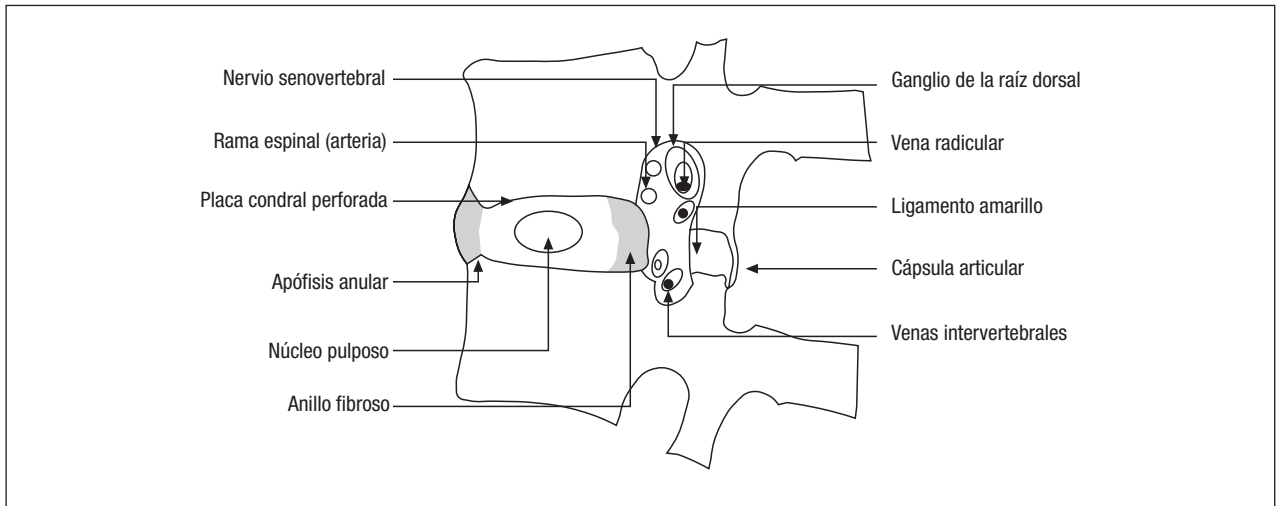 Nervio senovertebral
Rama espinal (arteria)
Placa condral perforada
Apófisis anular
Núcleo pulposo
Anillo fibroso
Ganglio de la raíz dorsal
Vena radicular
Ligamento amarillo
Cápsula articular
Venas intervertebrales